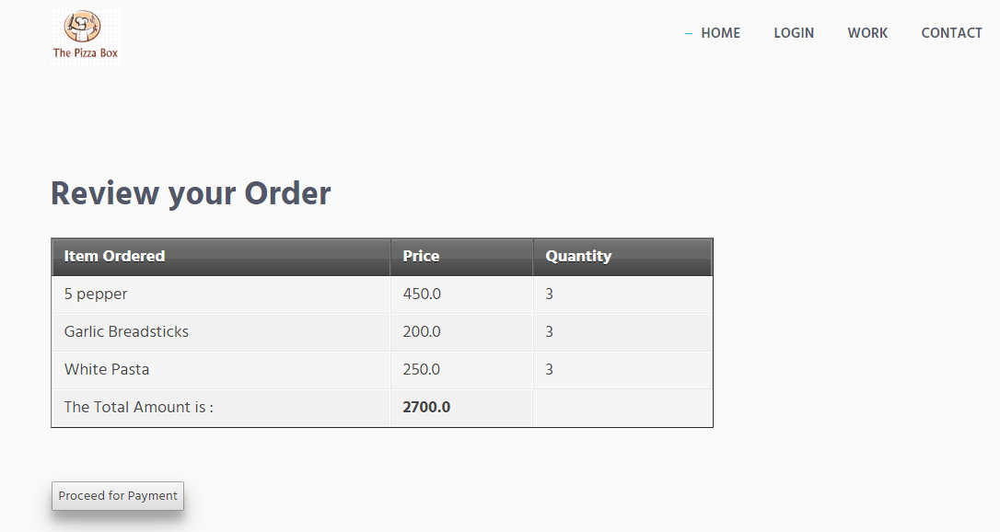 The Pizza Box
– HOME LOGIN WORK CONTACT
Review your Order
Item Ordered Price Quantity
5 pepper 450.0 3
Garlic Breadsticks 200.0 3
White Pasta 250.0 3
The Total Amount is : 2700.0
Proceed for Payment